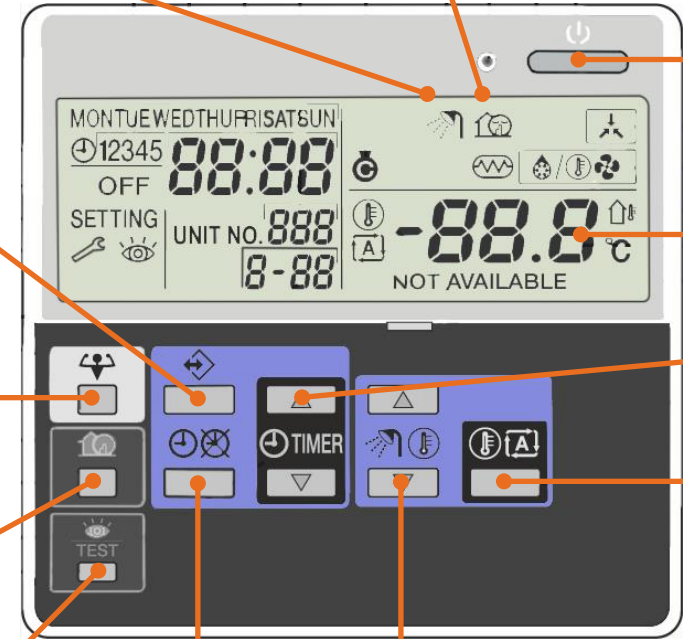 MONTUEWEDTHUFRISATSUN
12345 88:88
OFF
SETTING
UNIT NO. 888
8-88
C
A
-88.8 °C
NOT AVAILABLE
TIMER
A
TEST